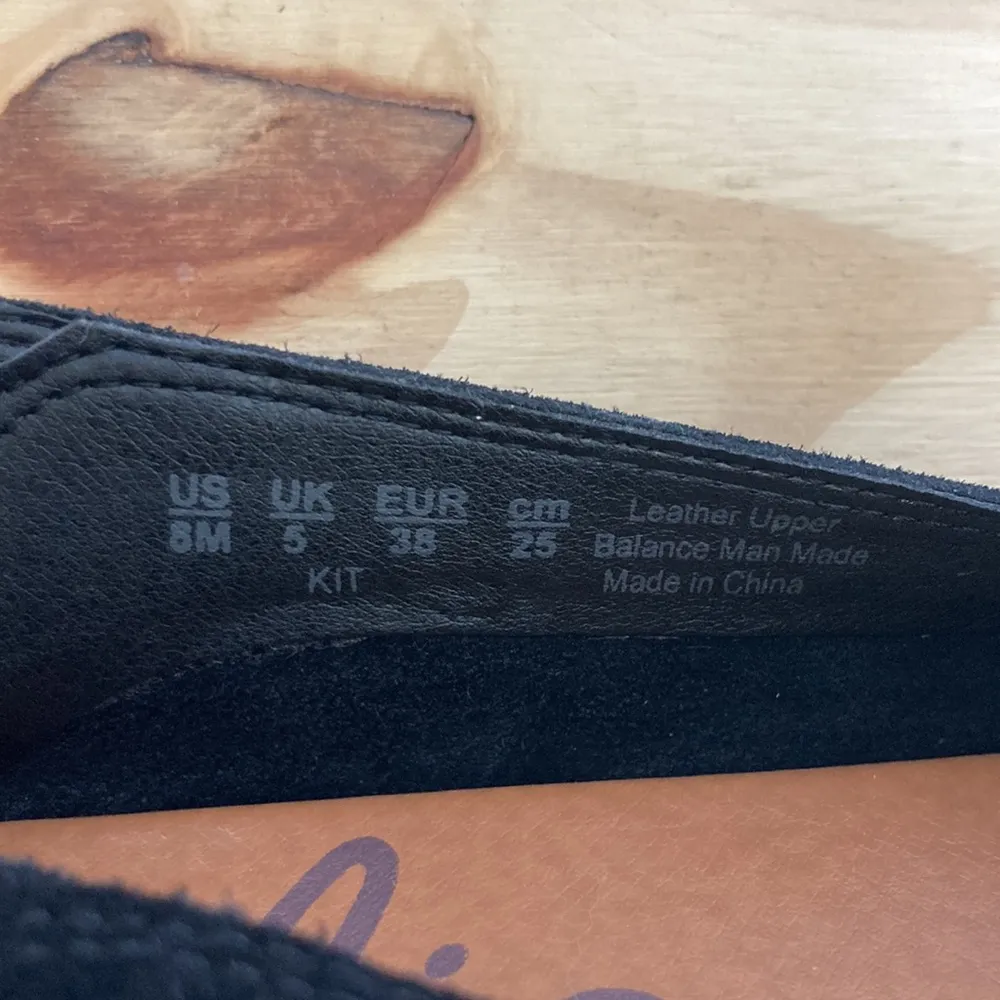 US UK EUR cm
8M 5 38 25
KIT
Leather Upper
Balance Man Made
Made in China